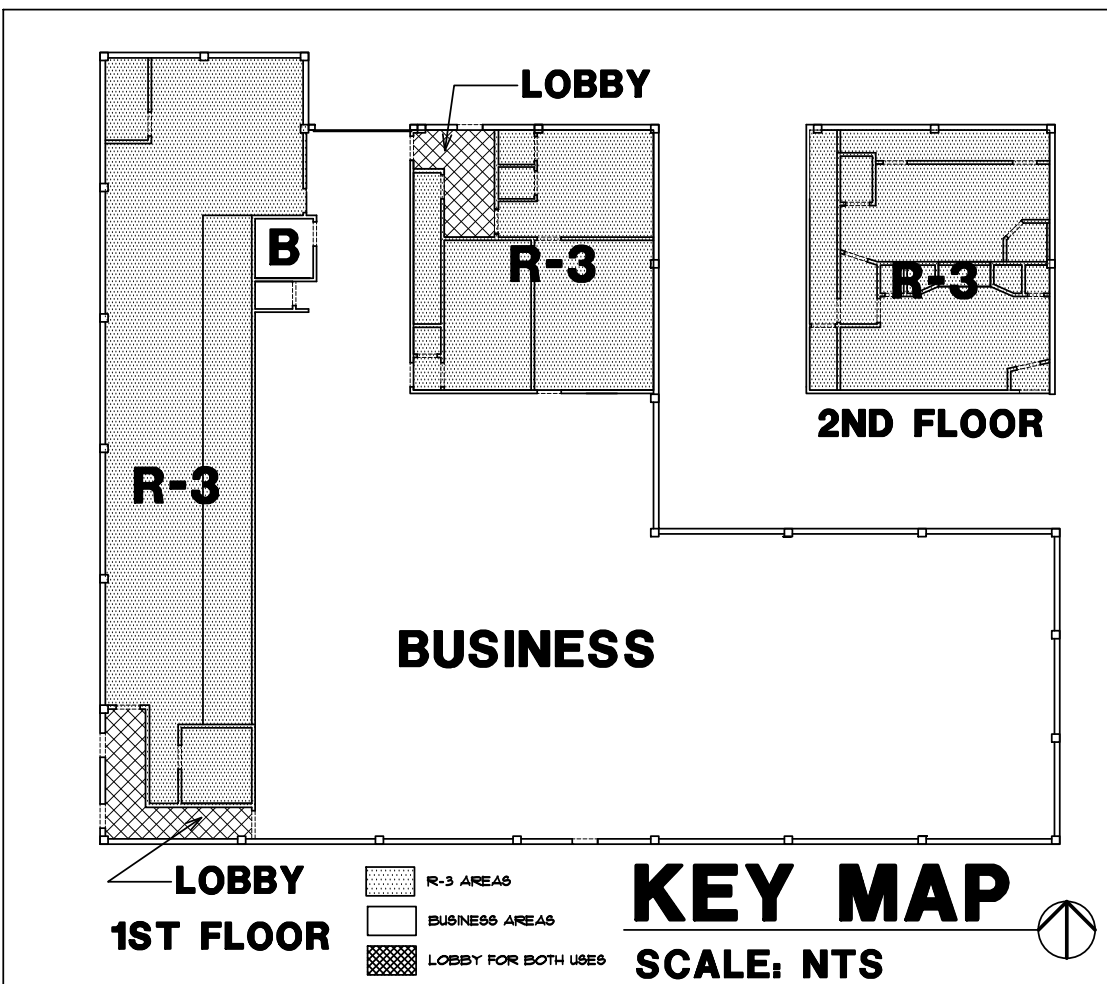 LOBBY
B
R-3
R-3
2ND FLOOR
R-3
BUSINESS
LOBBY
1ST FLOOR
R-3 AREAS
BUSINESS AREAS
LOBBY FOR BOTH USES
KEY MAP
SCALE: NTS